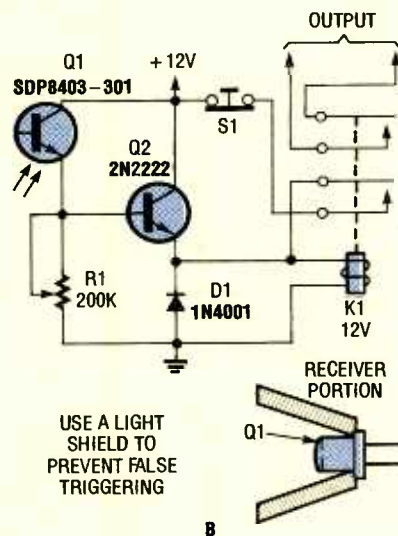 OUTPUT
Q1
SDP8403-301
+12V
S1
Q2
2N2222
R1
200K
D1
1N4001
K1
12V
RECEIVER
PORTION
Q1
USE A LIGHT
SHIELD TO
PREVENT FALSE
TRIGGERING
B